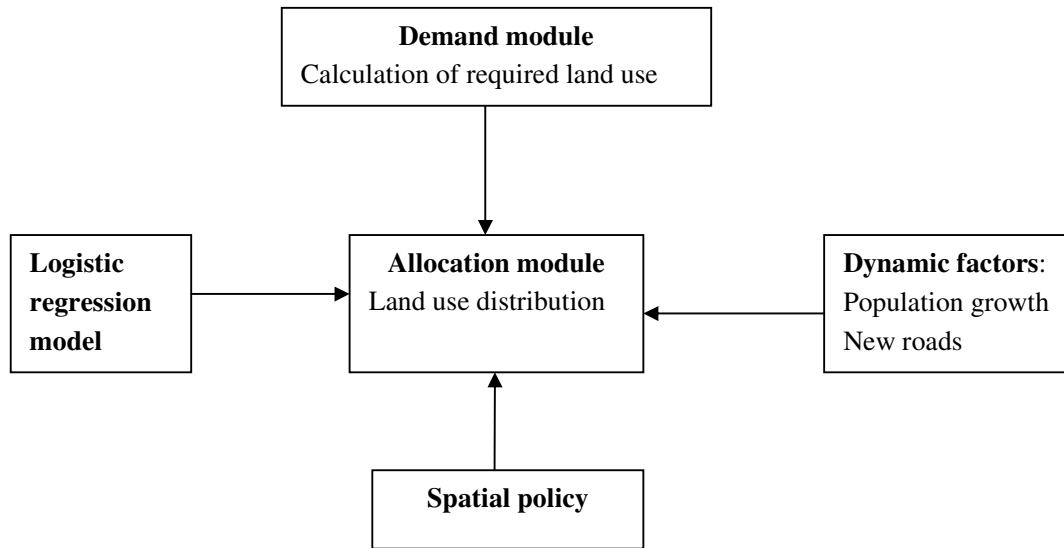 Demand module
Calculation of required land use
Logistic
regression
model
Allocation module
Land use distribution
Dynamic factors:
Population growth
New roads
Spatial policy